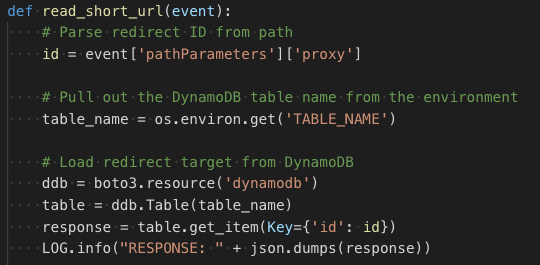 def read_short_url(event):
    # Parse redirect ID from path
    id = event['pathParameters']['proxy']

    # Pull out the DynamoDB table name from the environment
    table_name = os.environ.get('TABLE_NAME')

    # Load redirect target from DynamoDB
    ddb = boto3.resource('dynamodb')
    table = ddb.Table(table_name)
    response = table.get_item(Key={'id': id})
    LOG.info("RESPONSE: " + json.dumps(response))